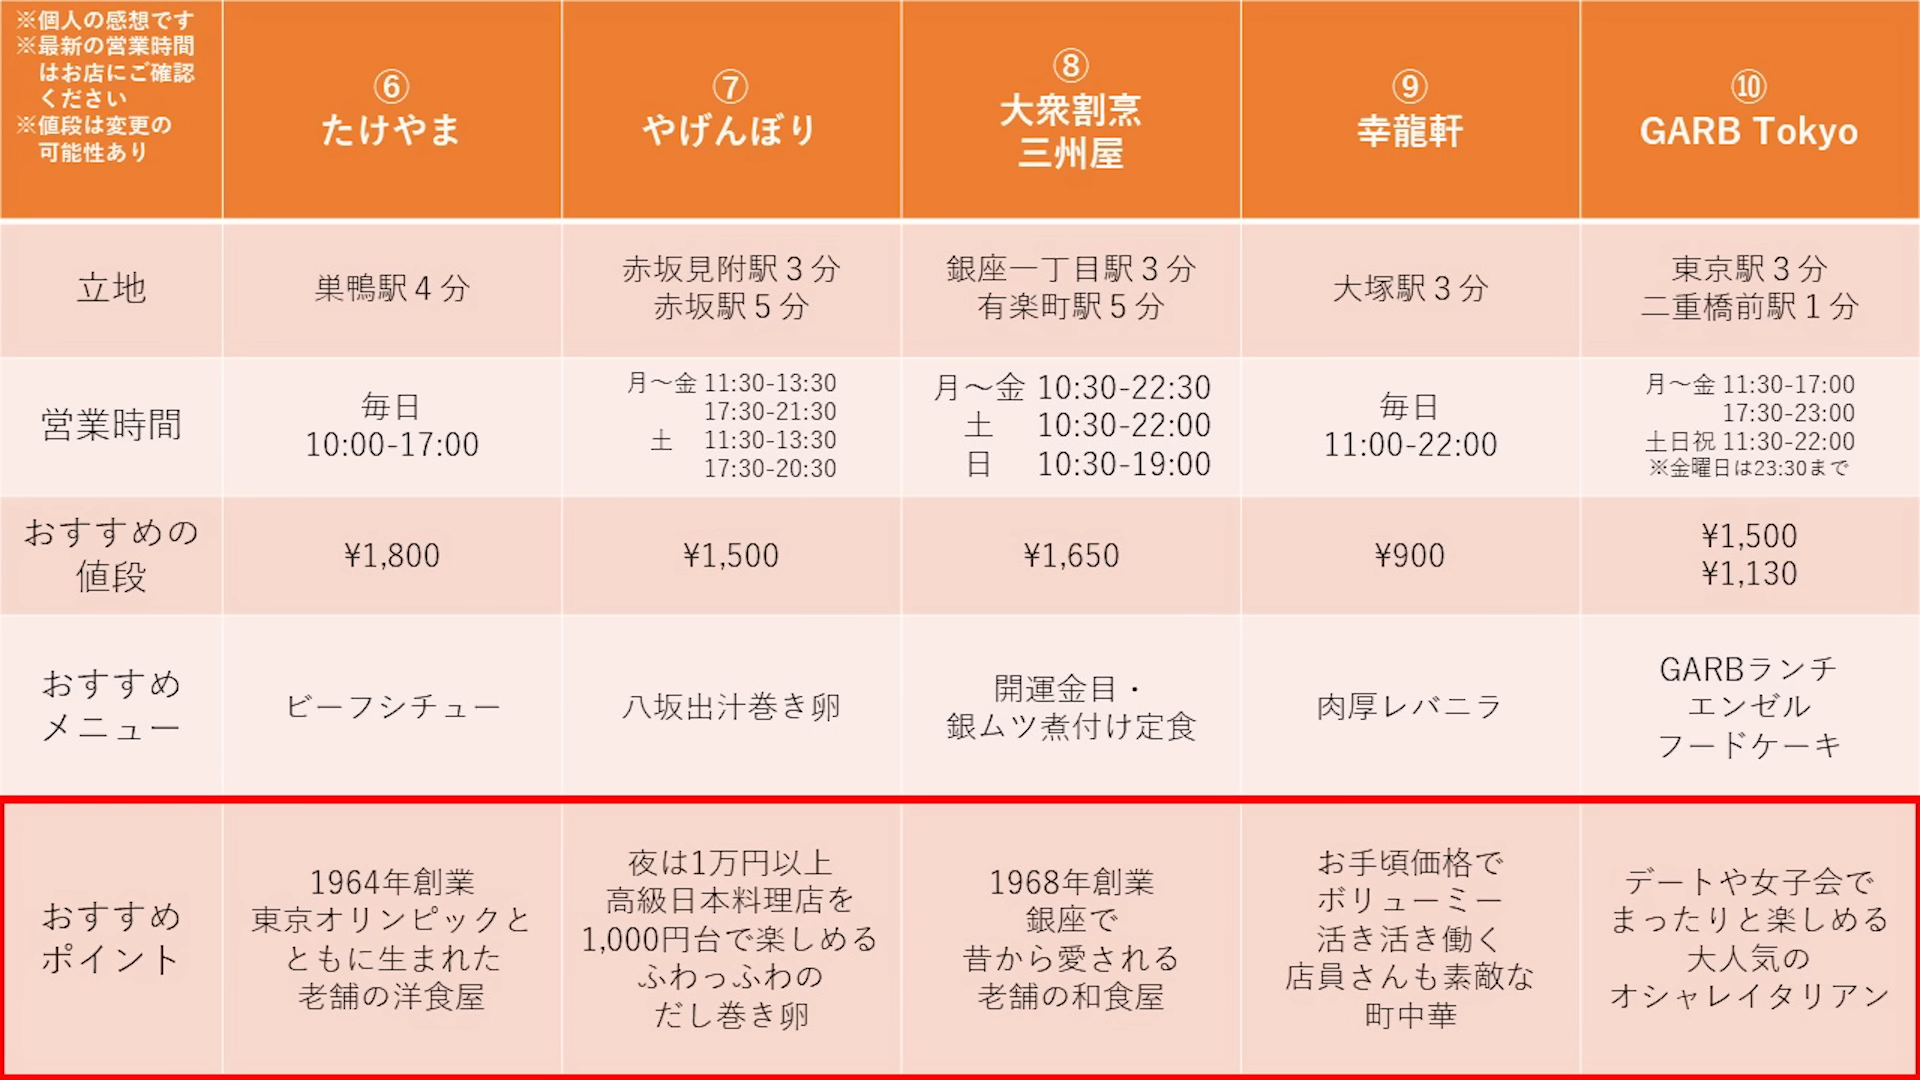 ※個人の感想です
※最新の営業時間
はお店にご確認
ください
※値段は変更の
可能性あり
⑥
たけやま
⑦
やげんぼり
⑧
大衆割烹
三州屋
⑨
幸龍軒
⑩
GARB Tokyo
立地
巣鴨駅4分
赤坂見附駅3分
赤坂駅5分
銀座一丁目駅3分
有楽町駅5分
大塚駅3分
東京駅3分
二重橋前駅1分
営業時間
毎日
10:00-17:00
月～金 11:30-13:30
17:30-21:30
土 11:30-13:30
17:30-20:30
月～金 10:30-22:30
土 10:30-22:00
日 10:30-19:00
毎日
11:00-22:00
月～金 11:30-17:00
17:30-23:00
土日祝 11:30-22:00
※金曜日は23:30まで
おすすめの
値段
¥1,800
¥1,500
¥1,650
¥900
¥1,500
¥1,130
おすすめ
メニュー
ビーフシチュー
八坂出汁巻き卵
開運金目・
銀ムツ煮付け定食
肉厚レバニラ
GARBランチ
エンゼル
フードケーキ
おすすめ
ポイント
1964年創業
東京オリンピックと
ともに生まれた
老舗の洋食屋
夜は1万円以上
高級日本料理店を
1,000円台で楽しめる
ふわっふわの
だし巻き卵
1968年創業
銀座で
昔から愛される
老舗の和食屋
お手頃価格で
ボリューミー
活き活き働く
店員さんも素敵な
町中華
デートや女子会で
まったりと楽しめる
大人気の
オシャレイタリアン